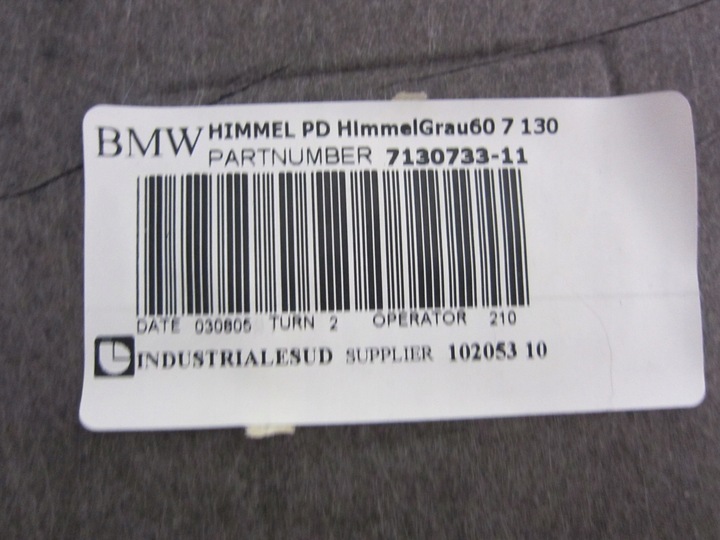 BMW HIMMEL PD HimmelGrau60 7 130
PARTNUMBER 7130733-11
DATE 030805 TURN 2 OPERATOR 210
INDUSTRIALESUD SUPPLIER 102053 10